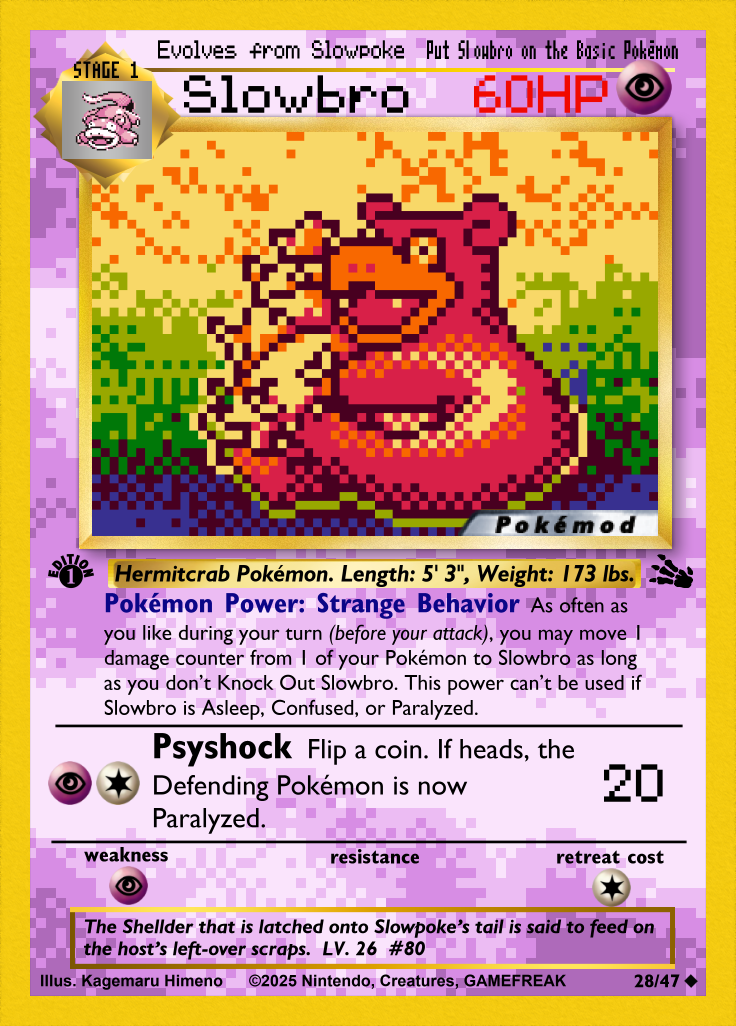 Evolves from Slowpoke Put Slowbro on the Basic Pokémon
STAGE 1
Slowbro 60HP
Pokémod
EDITION 1
Hermitcrab Pokémon. Length: 5' 3", Weight: 173 lbs.
Pokémon Power: Strange Behavior As often as
you like during your turn (before your attack), you may move 1
damage counter from 1 of your Pokémon to Slowbro as long
as you don't Knock Out Slowbro. This power can't be used if
Slowbro is Asleep, Confused, or Paralyzed.
Psyshock Flip a coin. If heads, the
Defending Pokémon is now
Paralyzed.
20
weakness resistance retreat cost
The Shellder that is latched onto Slowpoke's tail is said to feed on
the host's left-over scraps. LV. 26 #80
Illus. Kagemaru Himeno ©2025 Nintendo, Creatures, GAMEFREAK 28/47